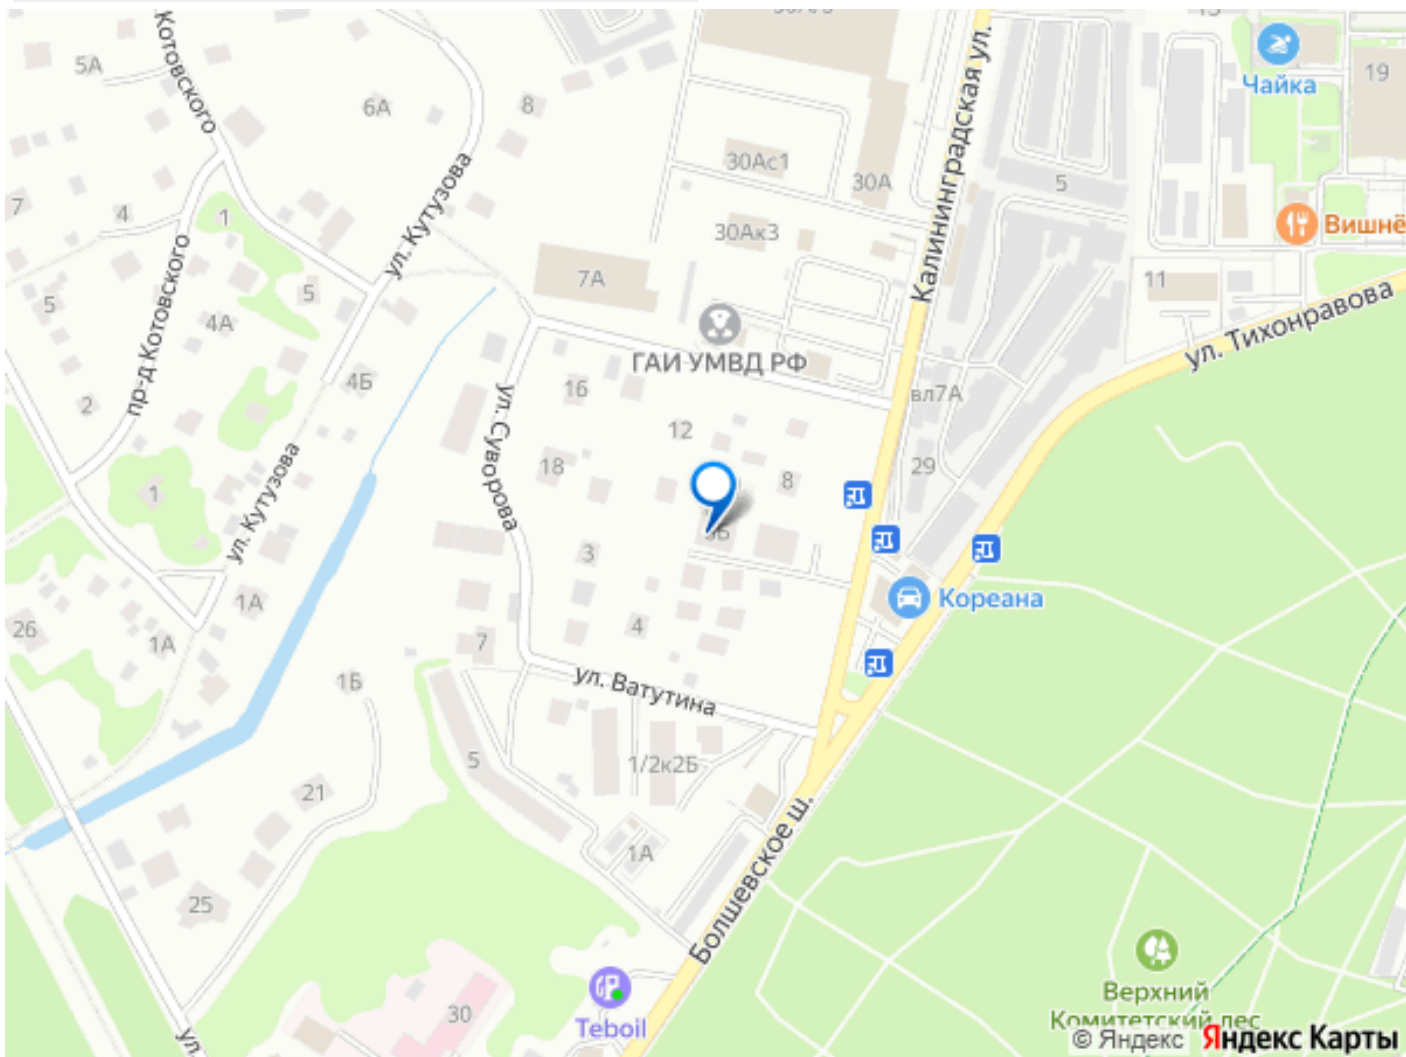 Котовского
5А
6А
8
ул. Кутузова
30Ас1
30А
30Ак3
Калининградская ул.
5
Чайка
19
Вишнё
11
ул. Тихонравова
7
4
1
5
5
4А
2
пр-д Котовского
4Б
7А
ГАИ УМВД РФ
вл7А
29
16
12
18
8
ул. Суворова
1
ул. Кутузова
3
4
7
1А
1А
26
1Б
Кореана
ул. Ватутина
1/2к2Б
5
21
1А
25
Болшевское ш.
30
Teboil
ул.
Верхний
Комитетский лес
© Яндекс Яндекс Карты